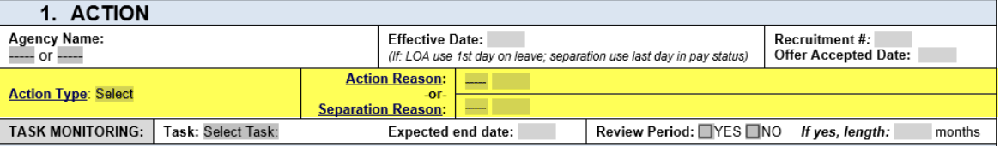 1. ACTION
Agency Name:
----- or -----
Effective Date:
(If: LOA use 1st day on leave; separation use last day in pay status)
Recruitment #:
Offer Accepted Date:
Action Type: Select
Action Reason: -----
-or-
Separation Reason: -----
TASK MONITORING: Task: Select Task: Expected end date: Review Period: YES NO If yes, length: months